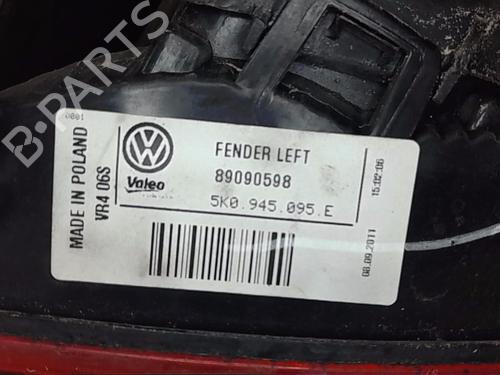 B-PARTS
0001
MADE IN POLAND
VR4 06S
Valeo
FENDER LEFT
89090598
5K0.945.095.E
15:02:06
08.09.2011